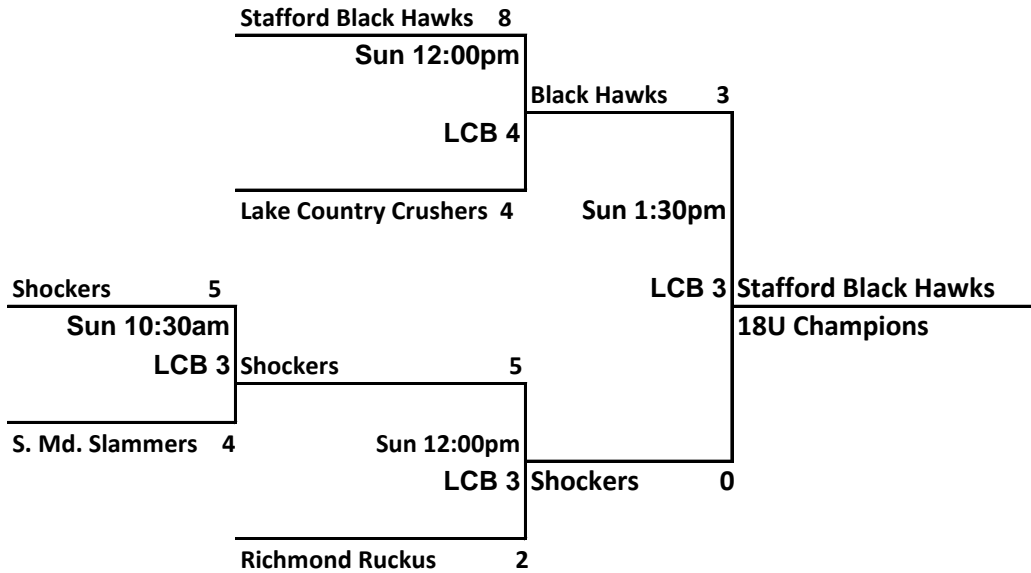 Stafford Black Hawks 8
Sun 12:00pm
Black Hawks 3
LCB 4
Lake Country Crushers 4
Sun 1:30pm
Shockers 5
LCB 3
Stafford Black Hawks
Sun 10:30am
18U Champions
LCB 3
Shockers 5
S. Md. Slammers 4
Sun 12:00pm
LCB 3
Shockers 0
Richmond Ruckus 2